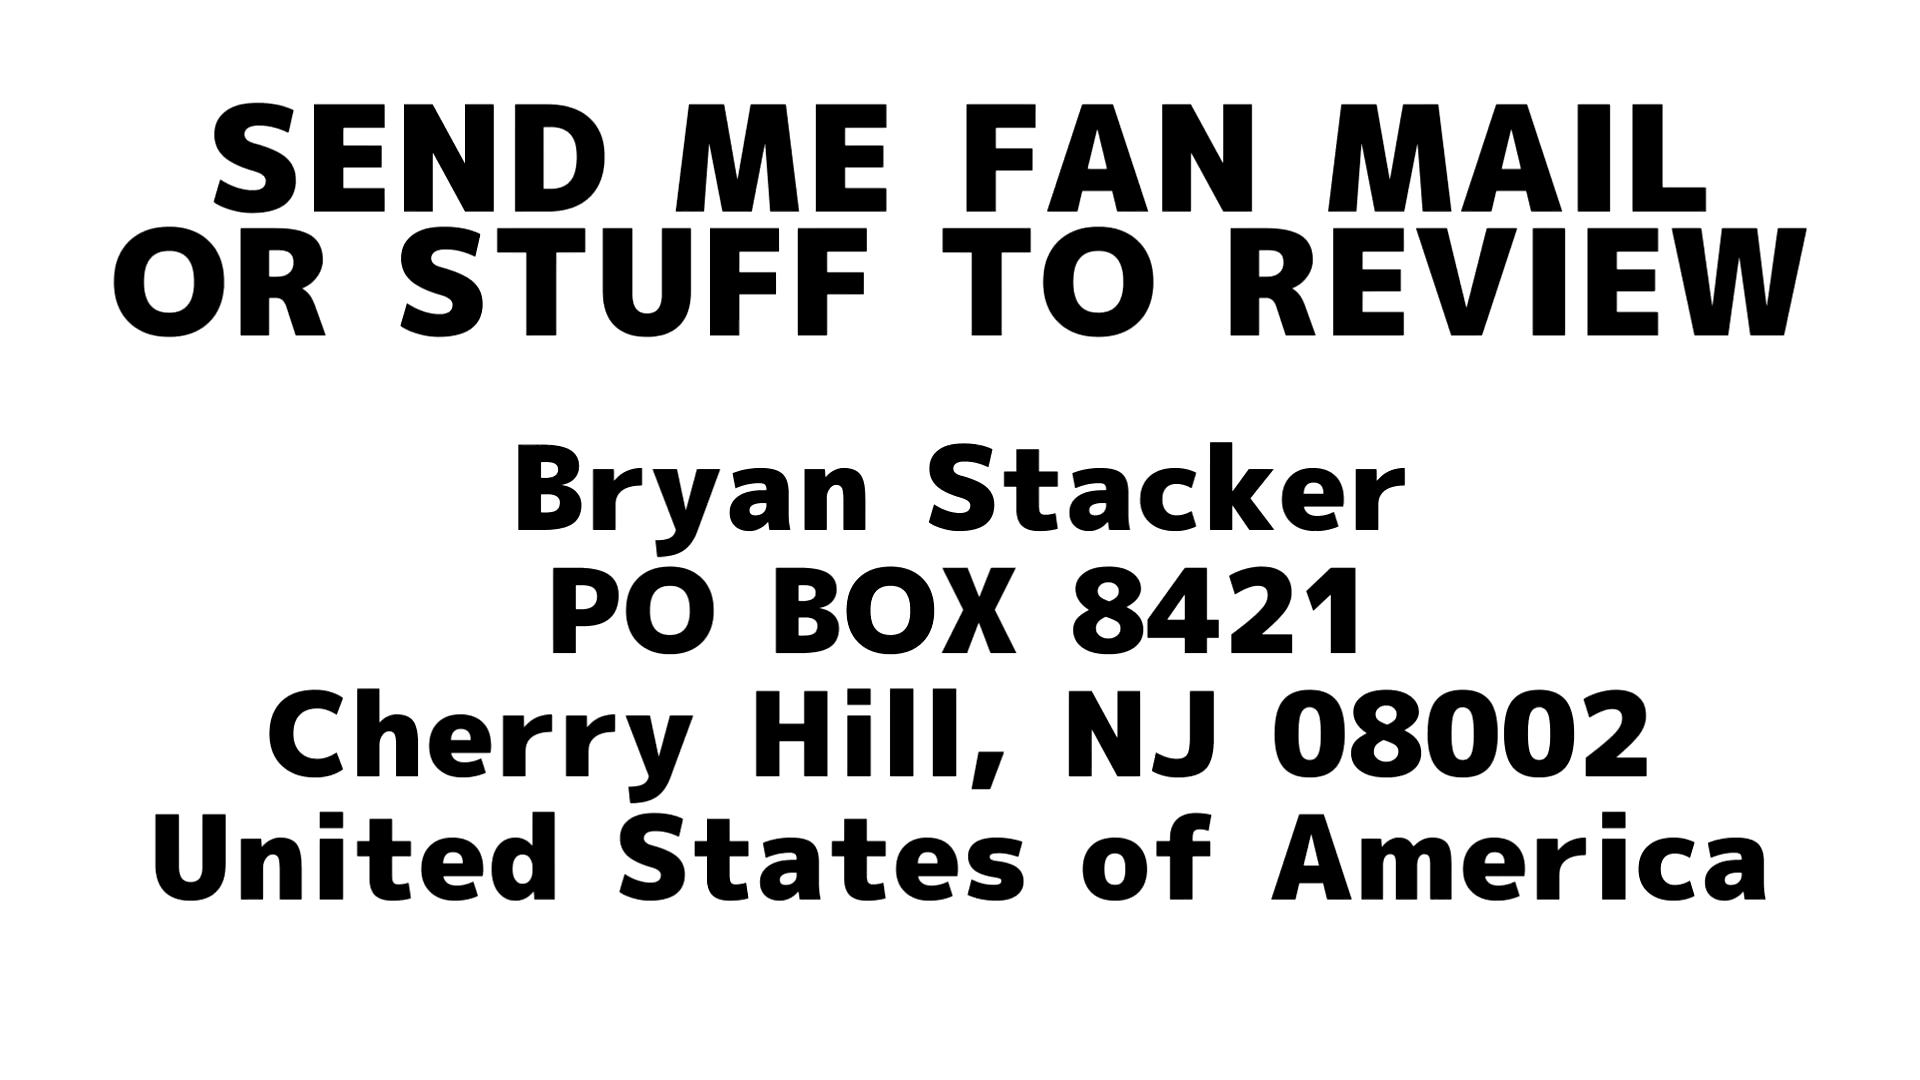 SEND ME FAN MAIL
OR STUFF TO REVIEW
Bryan Stacker
PO BOX 8421
Cherry Hill, NJ 08002
United States of America